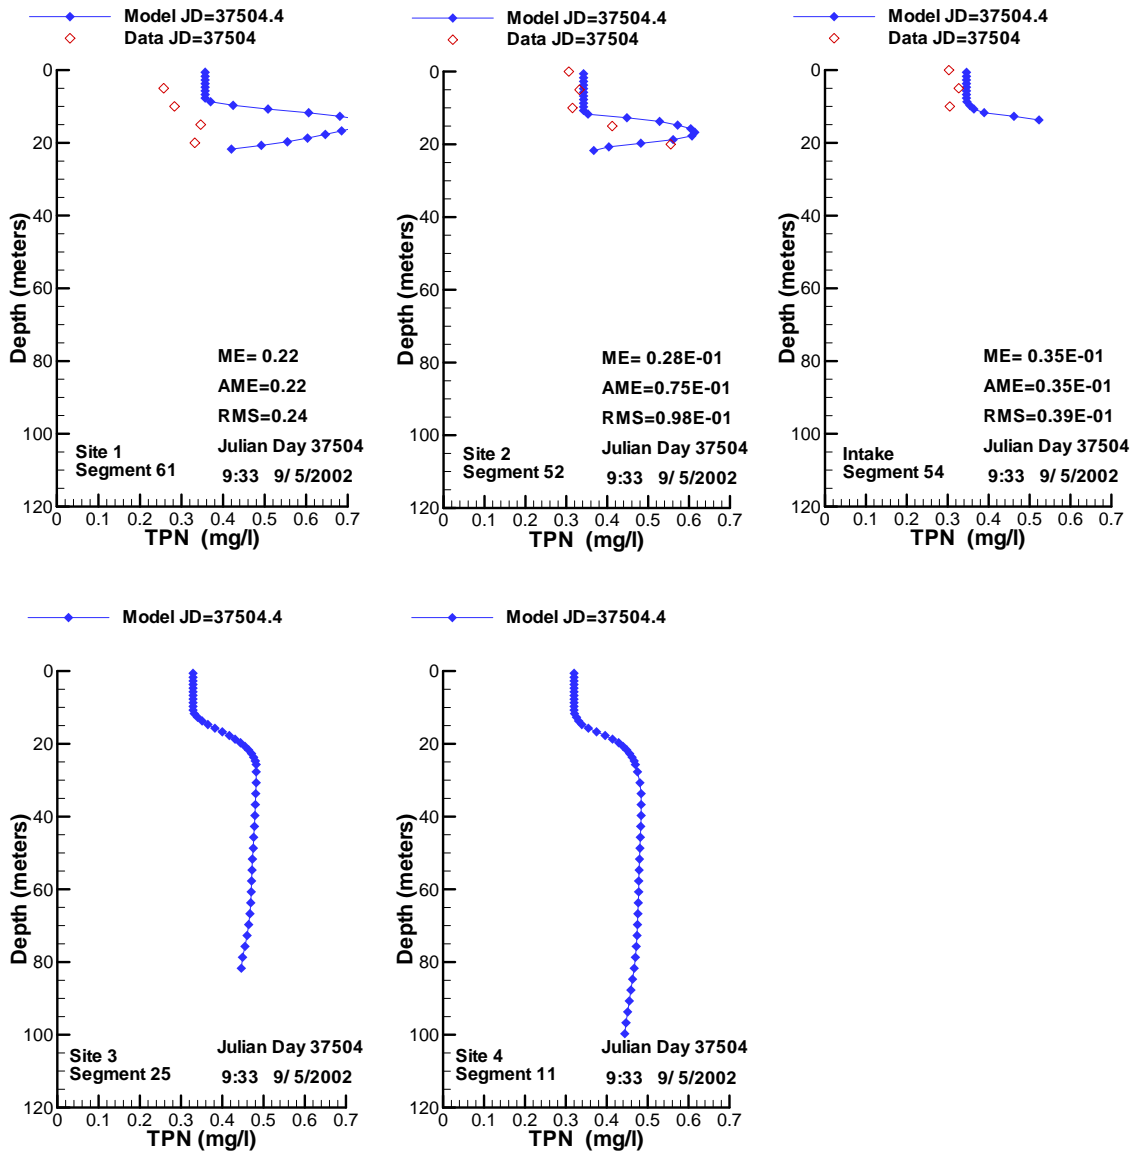 Model JD=37504.4
Data JD=37504
0
20
40
60
80
100
120
Depth (meters)
ME= 0.22
AME=0.22
RMS=0.24
Julian Day 37504
9:33 9/ 5/2002
Site 1
Segment 61
0 0.1 0.2 0.3 0.4 0.5 0.6 0.7
TPN (mg/l)
Model JD=37504.4
Data JD=37504
0
20
40
60
80
100
120
Depth (meters)
ME= 0.28E-01
AME=0.75E-01
RMS=0.98E-01
Julian Day 37504
9:33 9/ 5/2002
Site 2
Segment 52
0 0.1 0.2 0.3 0.4 0.5 0.6 0.7
TPN (mg/l)
Model JD=37504.4
Data JD=37504
0
20
40
60
80
100
120
Depth (meters)
ME= 0.35E-01
AME=0.35E-01
RMS=0.39E-01
Julian Day 37504
9:33 9/ 5/2002
Intake
Segment 54
0 0.1 0.2 0.3 0.4 0.5 0.6 0.7
TPN (mg/l)
Model JD=37504.4
0
20
40
60
80
100
120
Depth (meters)
Julian Day 37504
9:33 9/ 5/2002
Site 3
Segment 25
0 0.1 0.2 0.3 0.4 0.5 0.6 0.7
TPN (mg/l)
Model JD=37504.4
0
20
40
60
80
100
120
Depth (meters)
Julian Day 37504
9:33 9/ 5/2002
Site 4
Segment 11
0 0.1 0.2 0.3 0.4 0.5 0.6 0.7
TPN (mg/l)